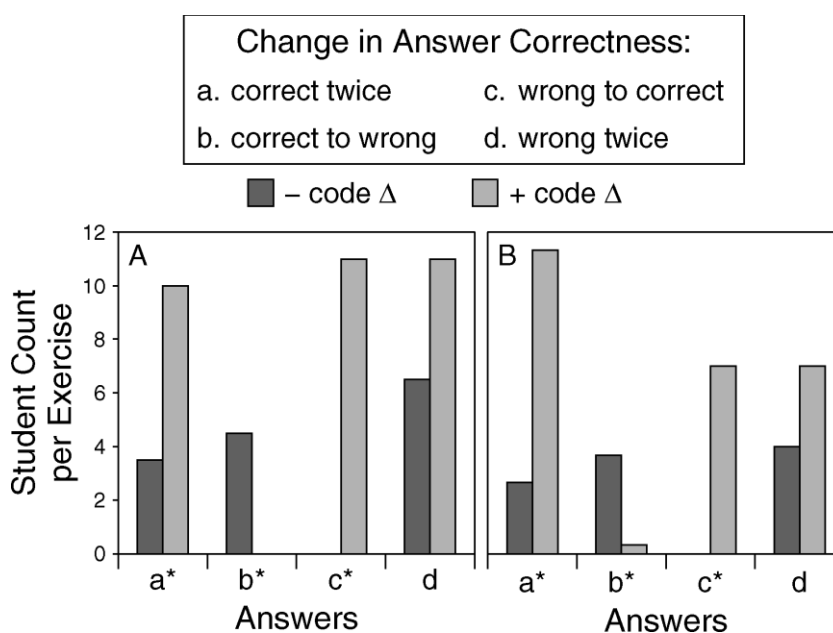 Change in Answer Correctness:
a. correct twice c. wrong to correct
b. correct to wrong d. wrong twice
– code Δ + code Δ
Student Count
per Exercise
12
10
8
6
4
2
0
A
B
a* b* c* d
a* b* c* d
Answers
Answers